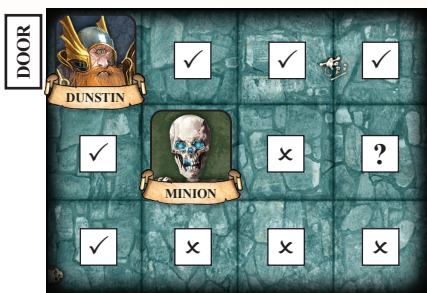 DOOR
DUNSTIN
✓ ✓ ✓
✓
MINION
✗ ?
✓ ✗ ✗ ✗